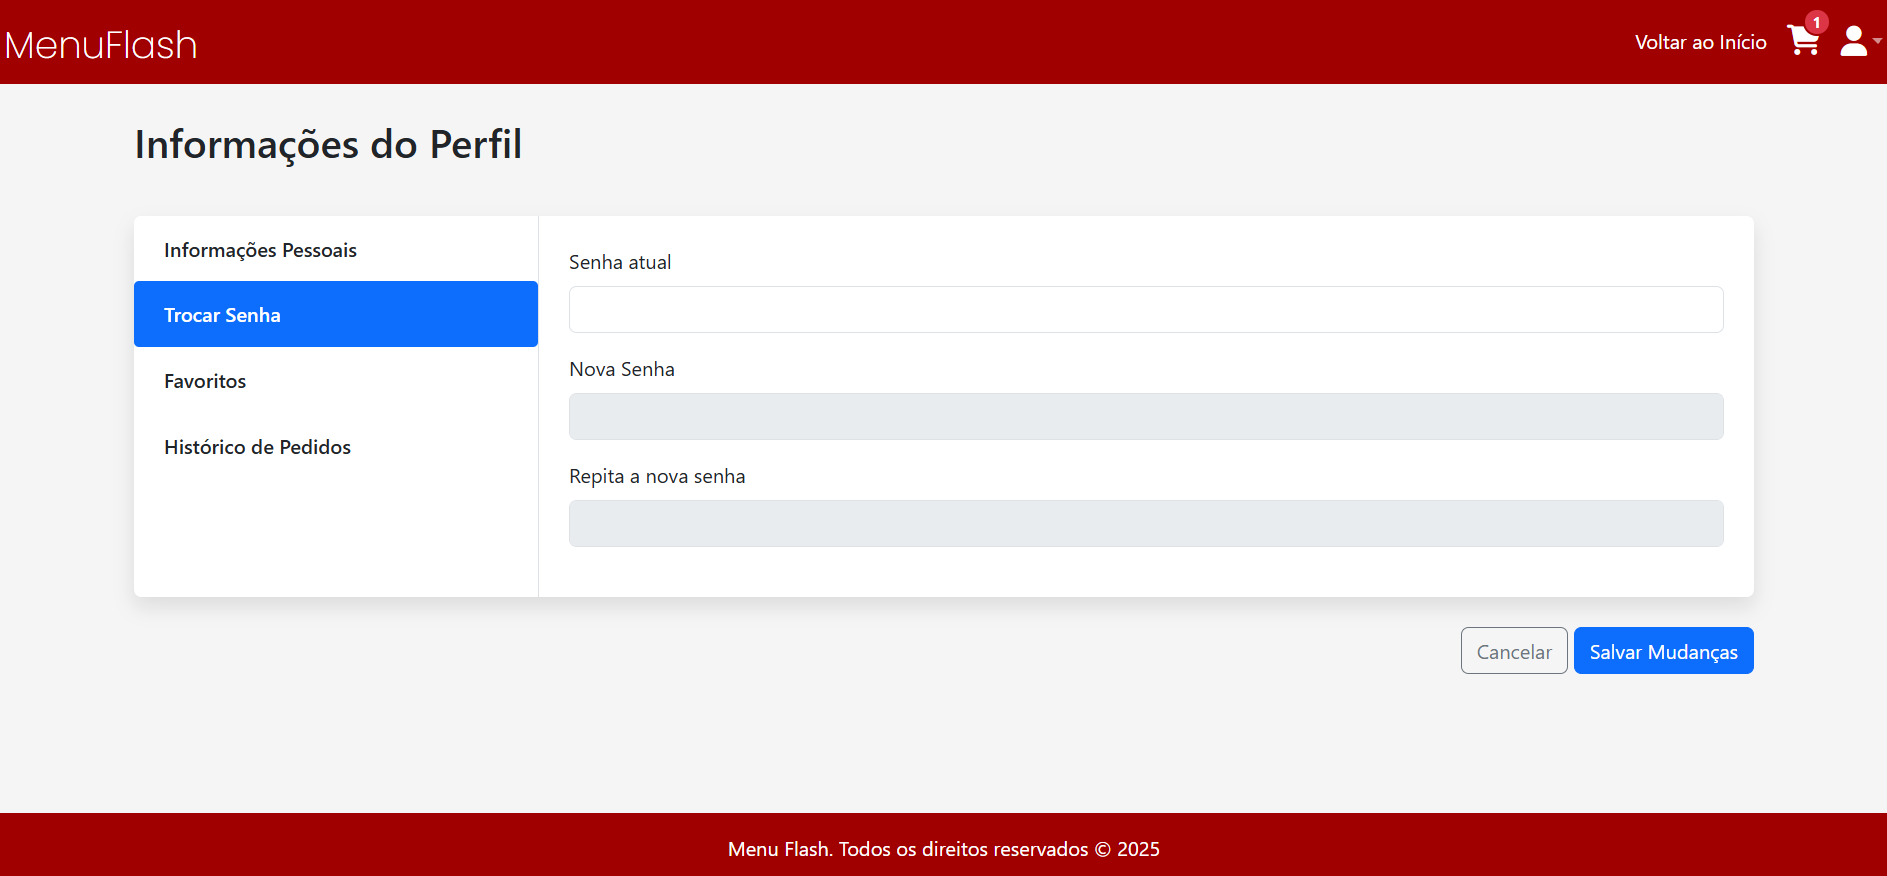 MenuFlash
Voltar ao Início
1
Informações do Perfil
Informações Pessoais
Trocar Senha
Favoritos
Histórico de Pedidos
Senha atual
Nova Senha
Repita a nova senha
Cancelar
Salvar Mudanças
Menu Flash. Todos os direitos reservados © 2025